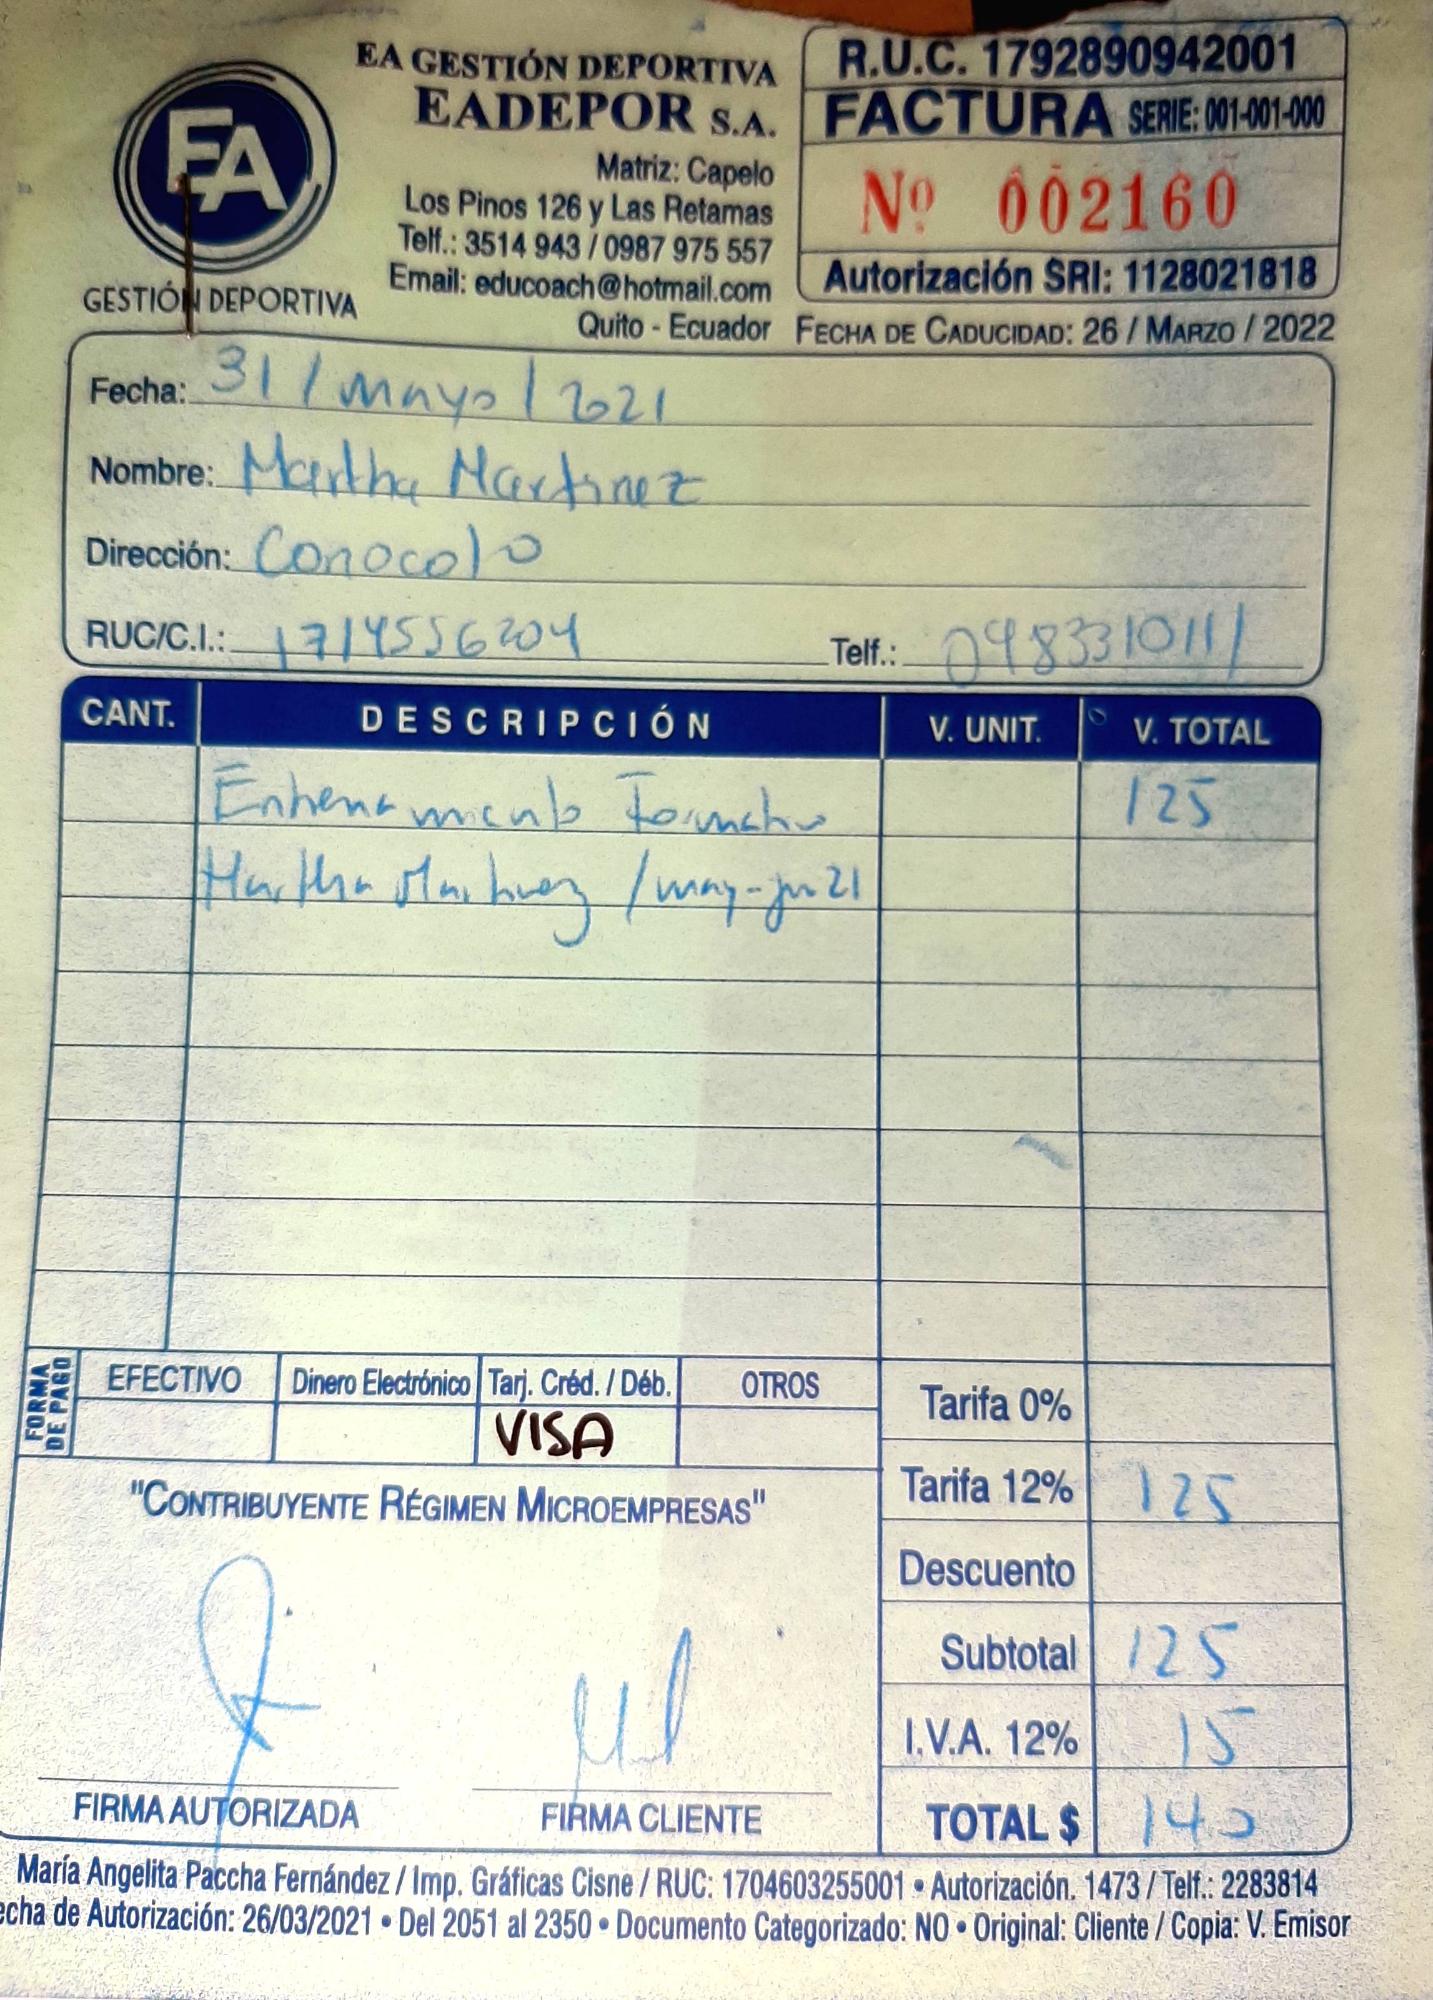 EA
GESTIÓN DEPORTIVA
EA GESTIÓN DEPORTIVA
EADEPOR S.A.
Matriz: Capelo
Los Pinos 126 y Las Retamas
Telf.: 3514 943 / 0987 975 557
Email: educoach@hotmail.com
Quito - Ecuador
R.U.C. 1792890942001
FACTURA SERIE: 001-001-000
Nº 002160
Autorización SRI: 1128021818
FECHA DE CADUCIDAD: 26 / MARZO / 2022
Fecha: 31 / mayo / 2021
Nombre: Martha Martinez
Dirección: Conocoto
RUC/C.I.: 1714556204 Telf.: 0983310111
CANT. DESCRIPCIÓN V. UNIT. V. TOTAL
Entrenamiento Formativo 125
Martha Martinez / may-jun 21
FORMA DE PAGO
EFECTIVO Dinero Electrónico Tarj. Créd. / Déb. OTROS
VISA
Tarifa 0%
Tarifa 12% 125
Descuento
Subtotal 125
I.V.A. 12% 15
TOTAL $ 140
"CONTRIBUYENTE RÉGIMEN MICROEMPRESAS"
FIRMA AUTORIZADA FIRMA CLIENTE
María Angelita Paccha Fernández / Imp. Gráficas Cisne / RUC: 1704603255001 • Autorización. 1473 / Telf.: 2283814
echa de Autorización: 26/03/2021 • Del 2051 al 2350 • Documento Categorizado: NO • Original: Cliente / Copia: V. Emisor